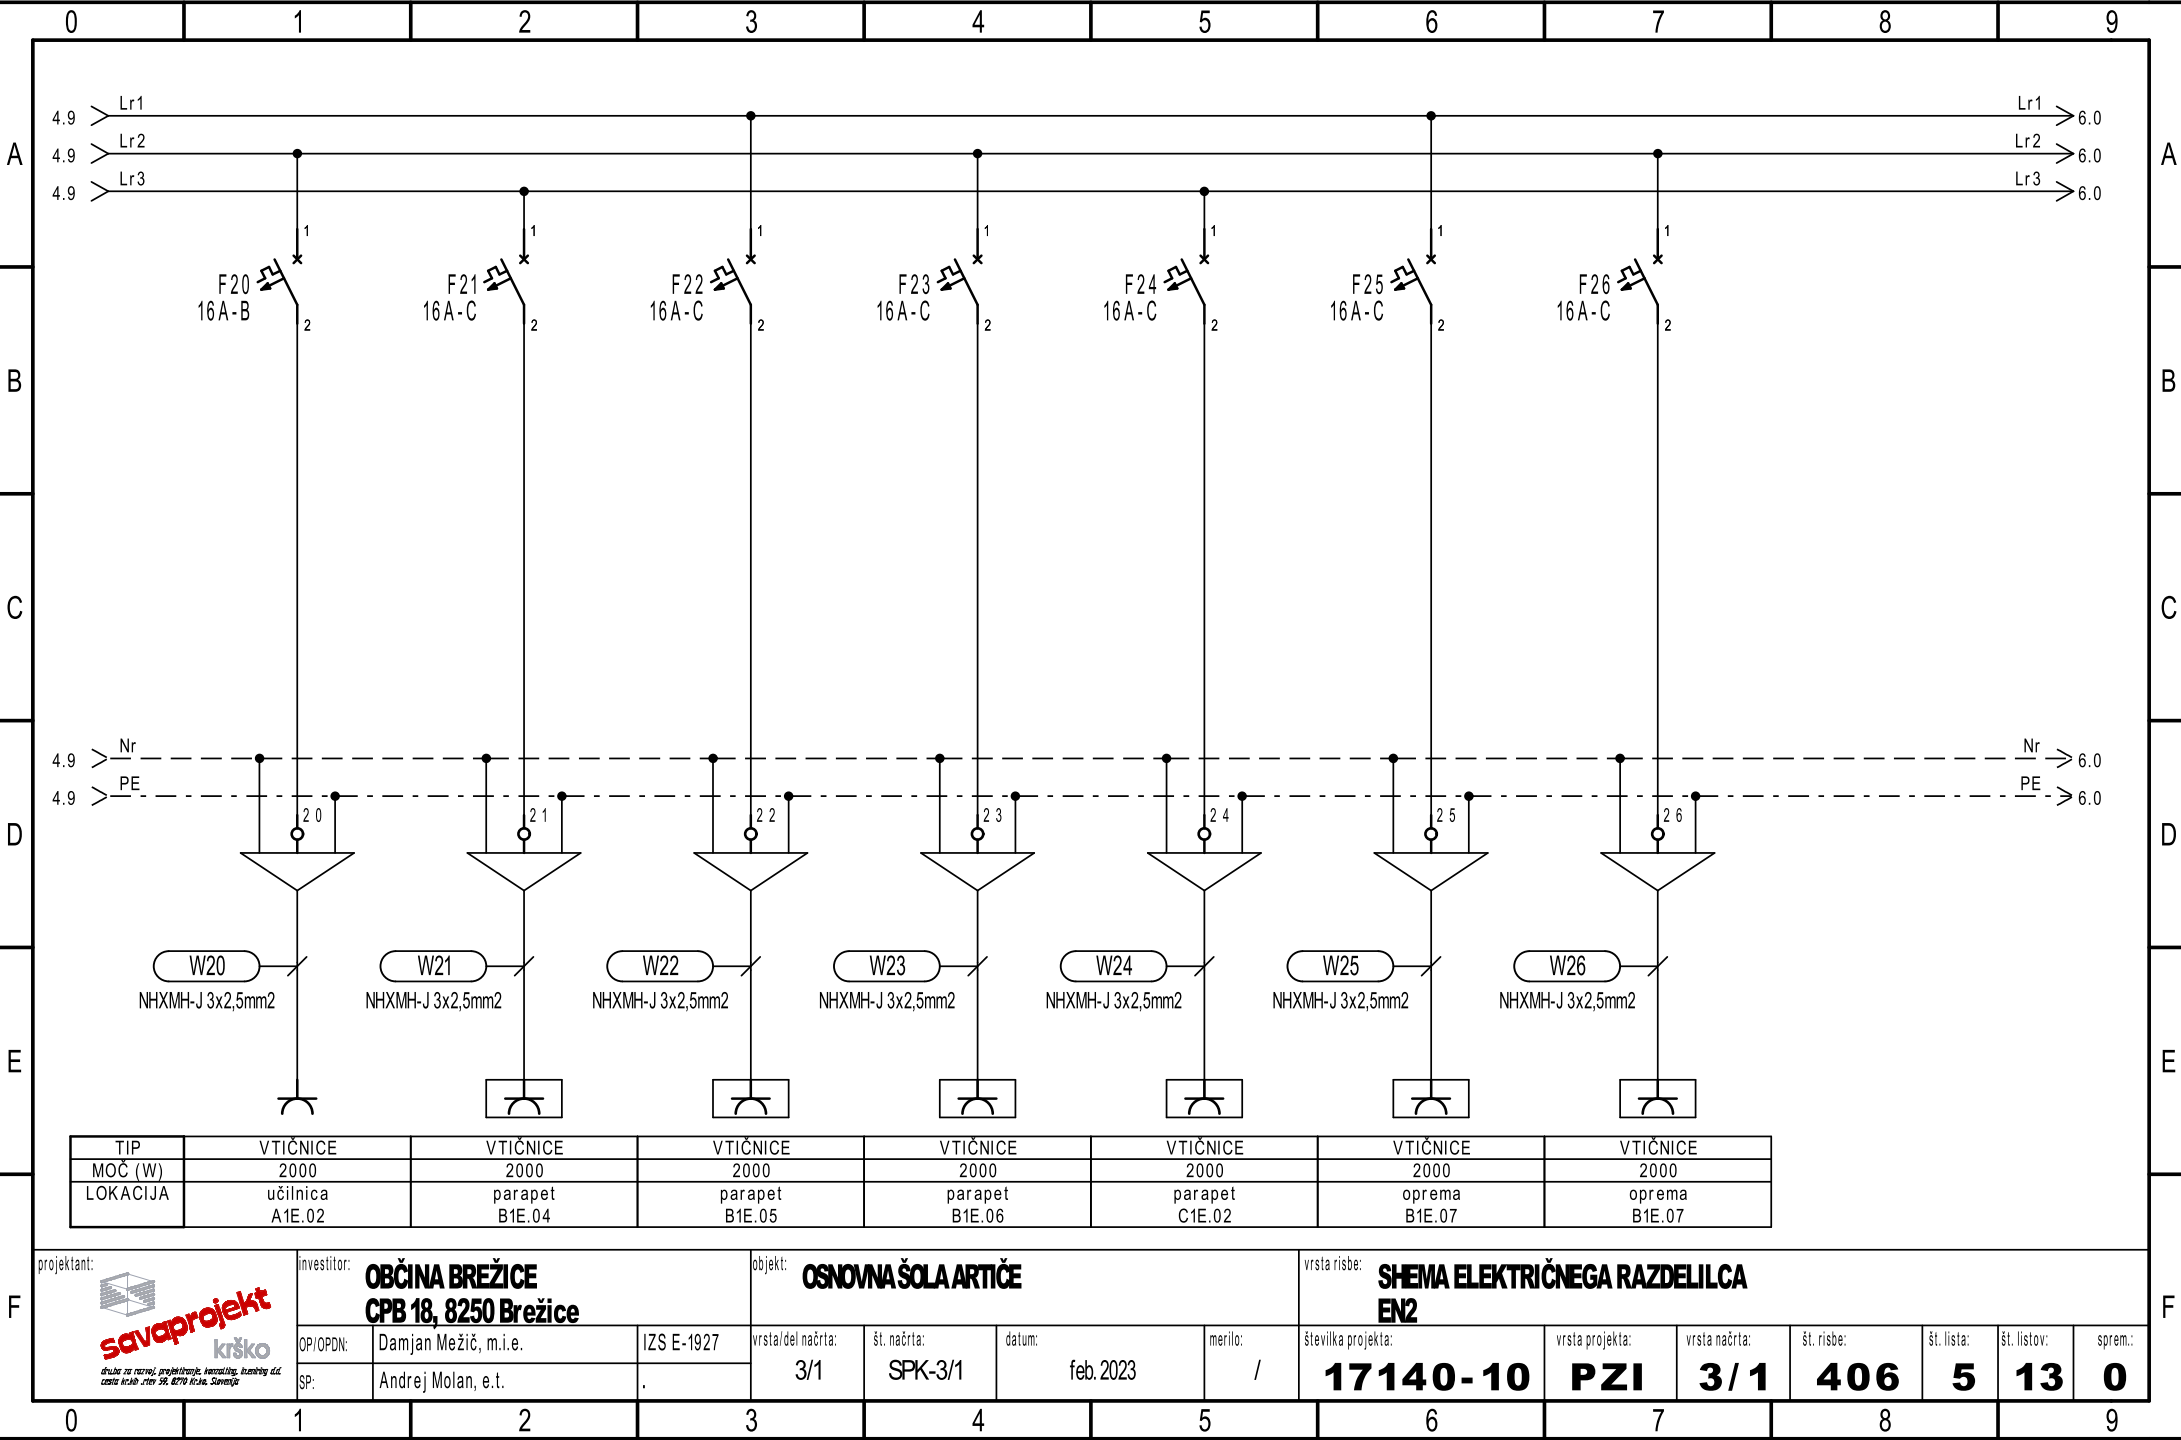 0 1 2 3 4 5 6 7 8 9
4.9 Lr1 Lr1 6.0
A 4.9 Lr2 Lr2 6.0 A
4.9 Lr3 Lr3 6.0
1 1 1 1 1 1 1
F20 F21 F22 F23 F24 F25 F26
16A-B 16A-C 16A-C 16A-C 16A-C 16A-C 16A-C
2 2 2 2 2 2 2
B B
C C
4.9 Nr Nr 6.0
4.9 PE PE 6.0
20 21 22 23 24 25 26
D D
W20 W21 W22 W23 W24 W25 W26
NHXMH-J 3x2,5mm2 NHXMH-J 3x2,5mm2 NHXMH-J 3x2,5mm2 NHXMH-J 3x2,5mm2 NHXMH-J 3x2,5mm2 NHXMH-J 3x2,5mm2 NHXMH-J 3x2,5mm2
E E
TIP VTIČNICE VTIČNICE VTIČNICE VTIČNICE VTIČNICE VTIČNICE VTIČNICE
MOČ (W) 2000 2000 2000 2000 2000 2000 2000
LOKACIJA učilnica parapet parapet parapet parapet oprema oprema
A1E.02 B1E.04 B1E.05 B1E.06 C1E.02 B1E.07 B1E.07
projektant: investitor: OBČINA BREŽICE objekt: OSNOVNA ŠOLA ARTIČE vrsta risbe: SHEMA ELEKTRIČNEGA RAZDELILCA
F CPB 18, 8250 Brežice EN2 F
savaprojekt
krško
OP/OPDN: Damjan Mežič, m.i.e. IZS E-1927 vrsta/del načrta: št. načrta: datum: merilo: številka projekta: vrsta projekta: vrsta načrta: št. risbe: št. lista: št. listov: sprem.:
3/1 SPK-3/1 feb. 2023 / 17140-10 PZI 3/1 406 5 13 0
SP: Andrej Molan, e.t. .
0 1 2 3 4 5 6 7 8 9